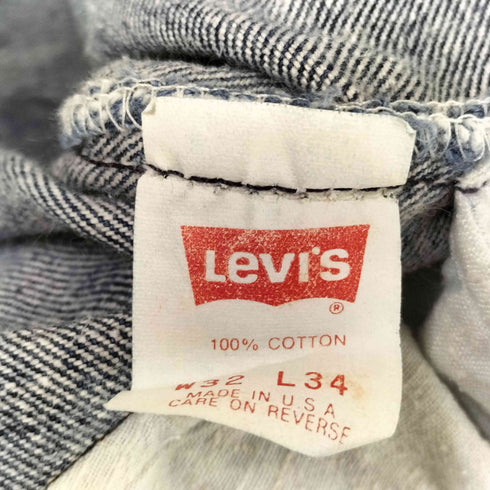 Levi's
®
100% COTTON
W32 L34
MADE IN U S A
CARE ON REVERSE